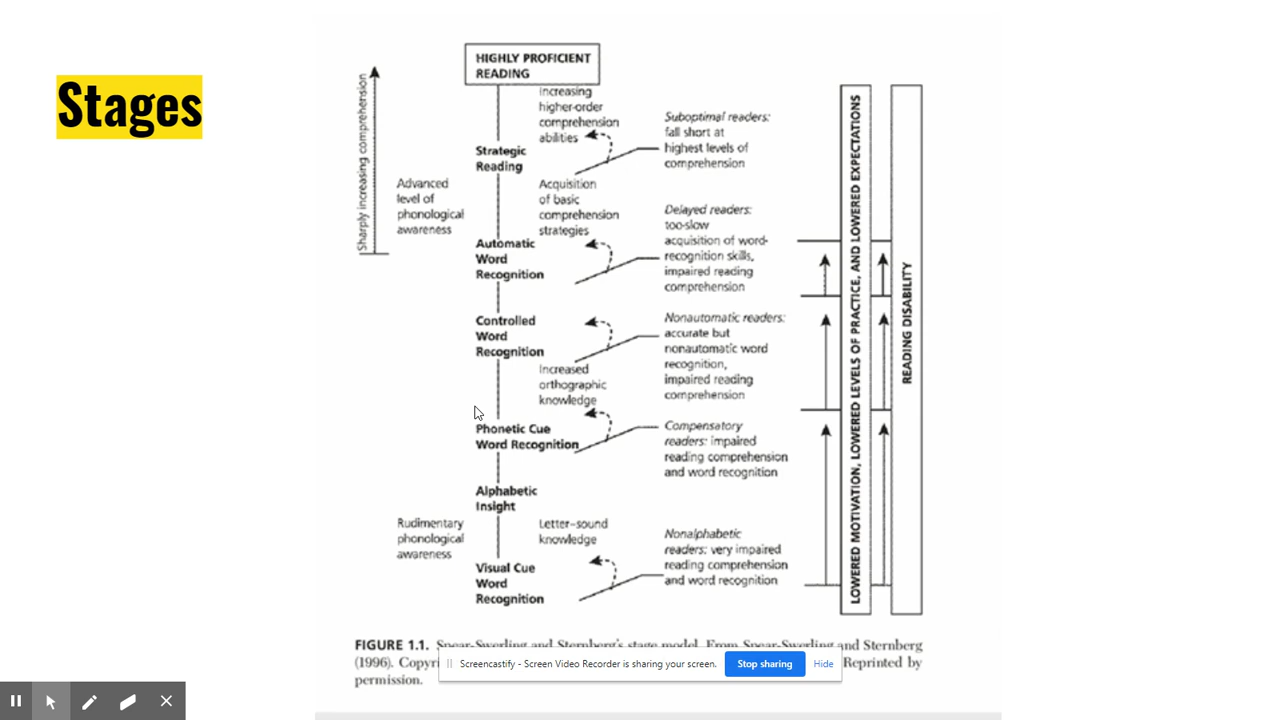 Stages
HIGHLY PROFICIENT
READING
Sharply increasing comprehension
Increasing
higher-order
comprehension
abilities
Strategic
Reading
Suboptimal readers:
fall short at
highest levels of
comprehension
Advanced
level of
phonological
awareness
Acquisition
of basic
comprehension
strategies
Automatic
Word
Recognition
Delayed readers:
too-slow
acquisition of word-
recognition skills,
impaired reading
comprehension
Controlled
Word
Recognition
Nonautomatic readers:
accurate but
nonautomatic word
recognition,
impaired reading
comprehension
Increased
orthographic
knowledge
Phonetic Cue
Word Recognition
Compensatory
readers: impaired
reading comprehension
and word recognition
Alphabetic
Insight
Rudimentary
phonological
awareness
Letter–sound
knowledge
Nonalphabetic
readers: very impaired
reading comprehension
and word recognition
Visual Cue
Word
Recognition
LOWERED MOTIVATION, LOWERED LEVELS OF PRACTICE, AND LOWERED EXPECTATIONS
READING DISABILITY
FIGURE 1.1. Spear-Swerling and Sternberg's stage model. From Spear-Swerling and Sternberg
(1996). Reprinted by
permission.
Screencastify - Screen Video Recorder is sharing your screen.
Stop sharing
Hide